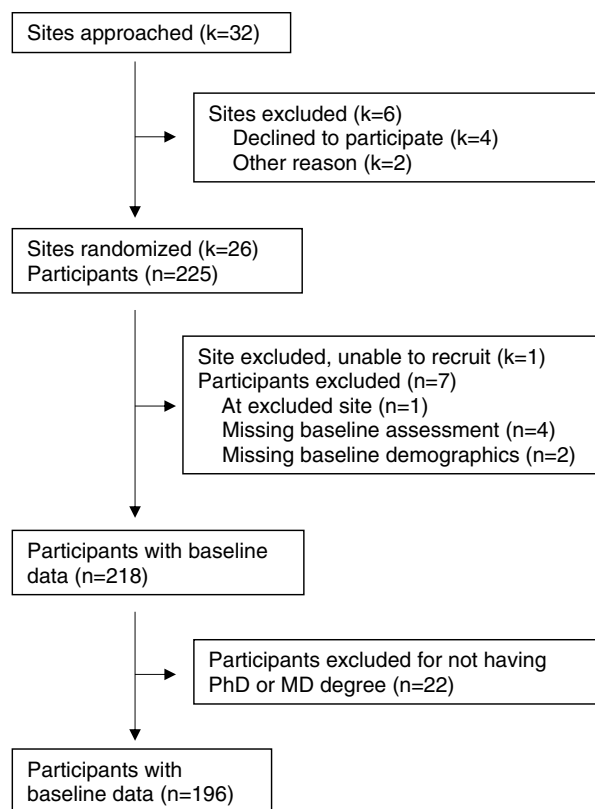 Sites approached (k=32)
Sites excluded (k=6)
Declined to participate (k=4)
Other reason (k=2)
Sites randomized (k=26)
Participants (n=225)
Site excluded, unable to recruit (k=1)
Participants excluded (n=7)
At excluded site (n=1)
Missing baseline assessment (n=4)
Missing baseline demographics (n=2)
Participants with baseline
data (n=218)
Participants excluded for not having
PhD or MD degree (n=22)
Participants with
baseline data (n=196)